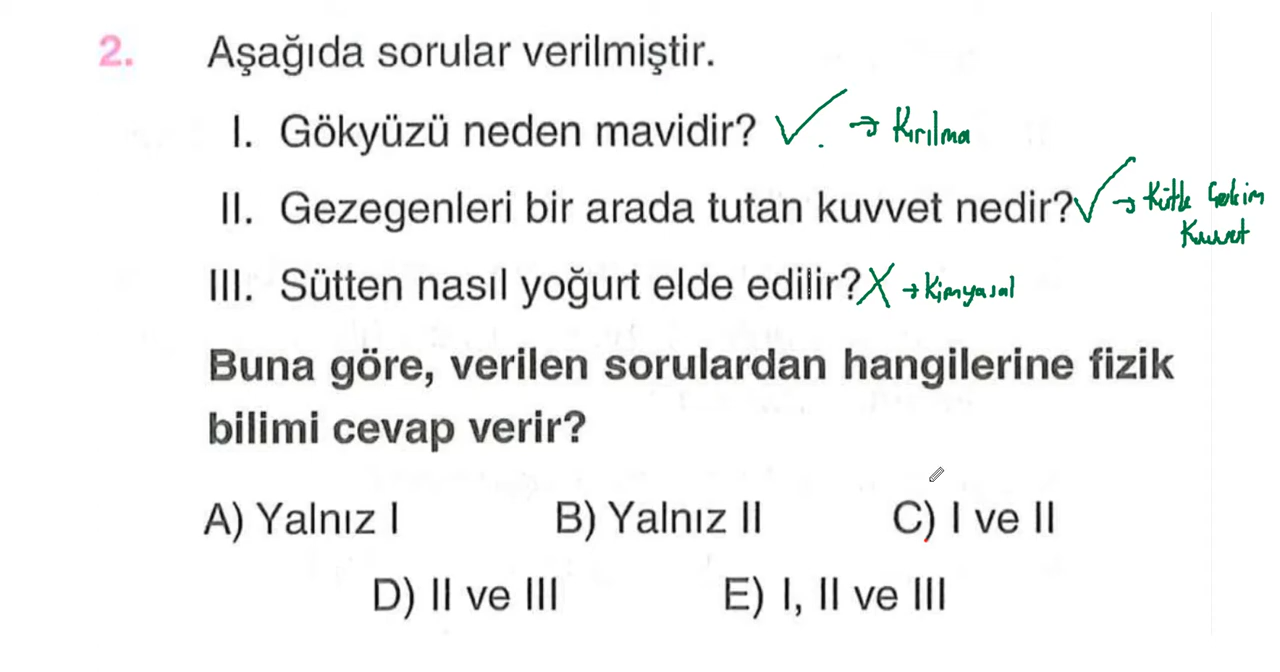 2. Aşağıda sorular verilmiştir.
I. Gökyüzü neden mavidir? ✓. → Kırılma
II. Gezegenleri bir arada tutan kuvvet nedir? ✓ → Kütle Çekim
Kuvvet
III. Sütten nasıl yoğurt elde edilir? X → Kimyasal
Buna göre, verilen sorulardan hangilerine fizik
bilimi cevap verir?
A) Yalnız I B) Yalnız II C) I ve II
D) II ve III E) I, II ve III